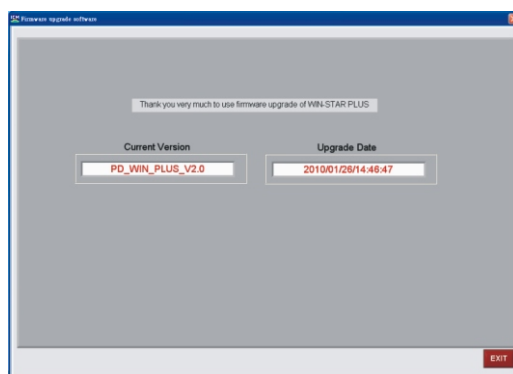 Firmware upgrade software
Thank you very much to use firmware upgrade of WIN-STAR PLUS
Current Version
Upgrade Date
PD_WIN_PLUS_V2.0
2010/01/26/14:46:47
EXIT